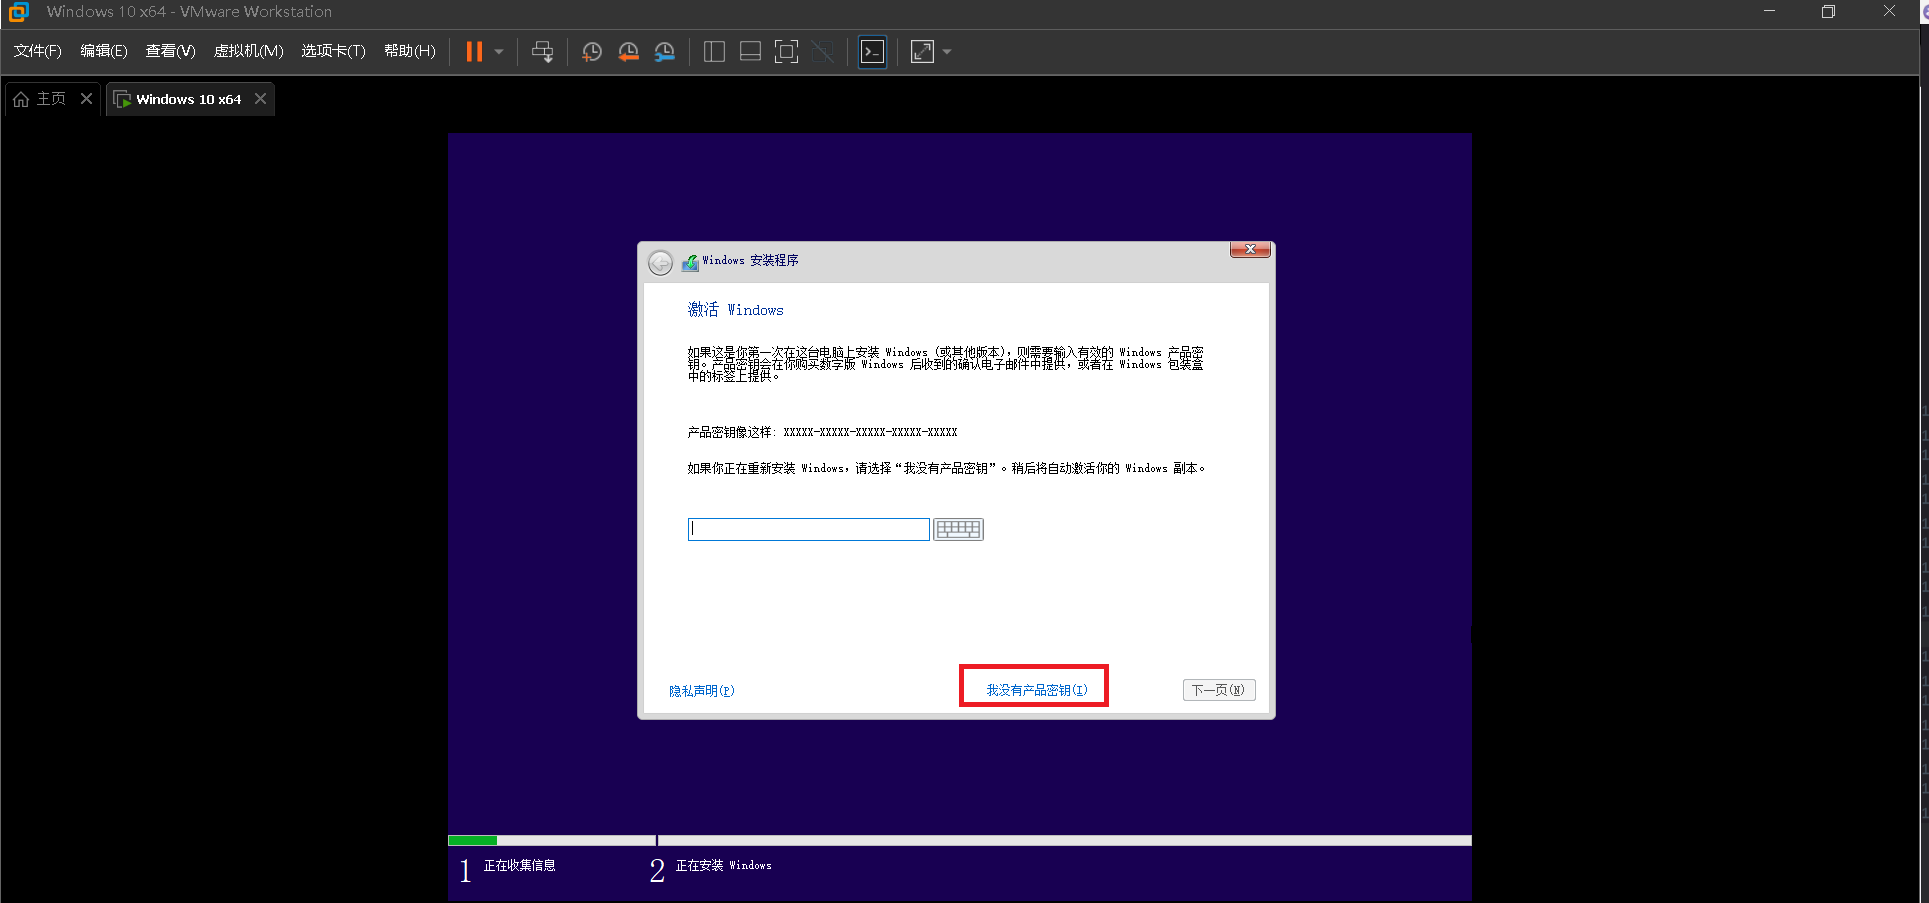 Windows 10 x64 - VMware Workstation
文件(F) 编辑(E) 查看(V) 虚拟机(M) 选项卡(T) 帮助(H)
主页 Windows 10 x64
Windows 安装程序
激活 Windows
如果这是你第一次在这台电脑上安装 Windows (或其他版本)，则需要输入有效的 Windows 产品密
钥。产品密钥会在你购买数字版 Windows 后收到的确认电子邮件中提供，或者在 Windows 包装盒
中的标签上提供。
产品密钥像这样: XXXXX-XXXXX-XXXXX-XXXXX-XXXXX
如果你正在重新安装 Windows，请选择“我没有产品密钥”。稍后将自动激活你的 Windows 副本。
隐私声明(P) 我没有产品密钥(I) 下一页(N)
1 正在收集信息 2 正在安装 Windows